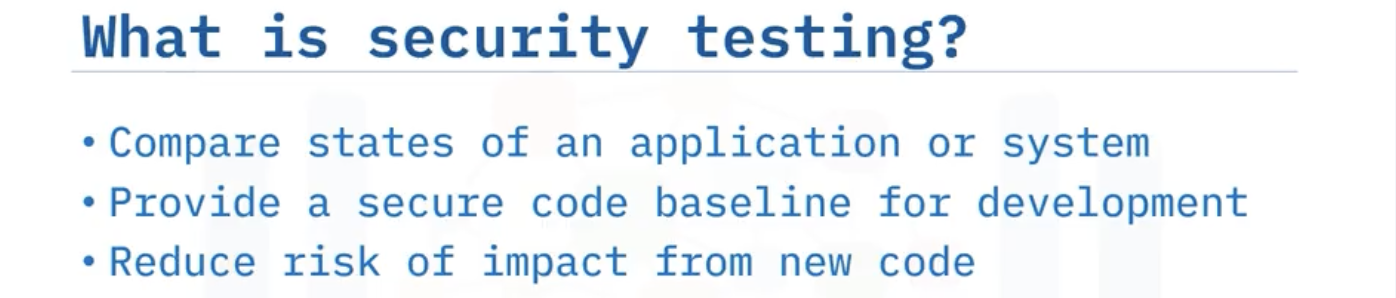 What is security testing?
• Compare states of an application or system
• Provide a secure code baseline for development
• Reduce risk of impact from new code